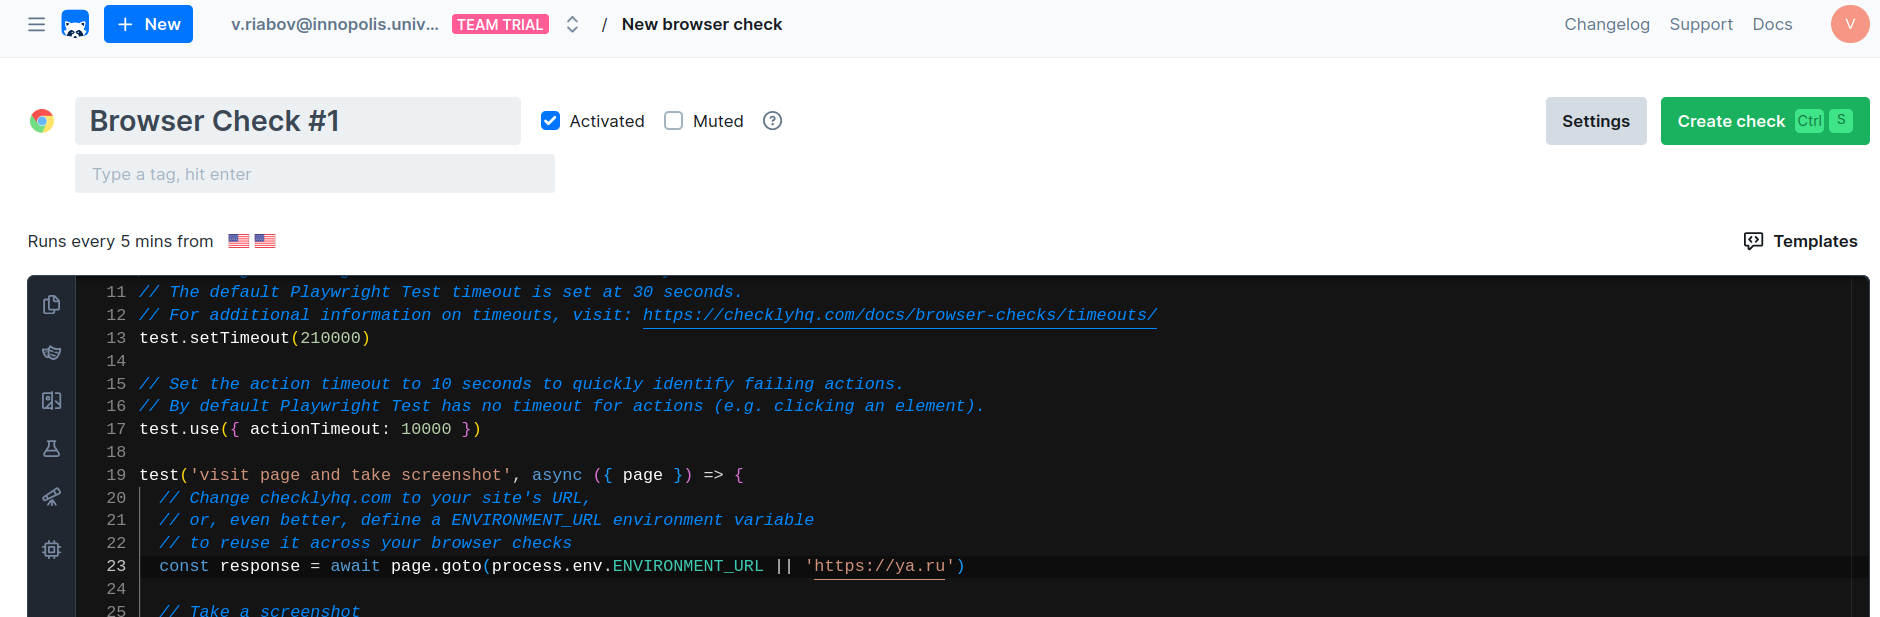 New
v.riabov@innopolis.univ... TEAM TRIAL / New browser check
Changelog Support Docs V
Browser Check #1
Activated Muted ?
Settings Create check Ctrl S
Type a tag, hit enter
Runs every 5 mins from
Templates
11 // The default Playwright Test timeout is set at 30 seconds.
12 // For additional information on timeouts, visit: https://checklyhq.com/docs/browser-checks/timeouts/
13 test.setTimeout(210000)
14
15 // Set the action timeout to 10 seconds to quickly identify failing actions.
16 // By default Playwright Test has no timeout for actions (e.g. clicking an element).
17 test.use({ actionTimeout: 10000 })
18
19 test('visit page and take screenshot', async ({ page }) => {
20 // Change checklyhq.com to your site's URL,
21 // or, even better, define a ENVIRONMENT_URL environment variable
22 // to reuse it across your browser checks
23 const response = await page.goto(process.env.ENVIRONMENT_URL || 'https://ya.ru')
24
25 // Take a screenshot